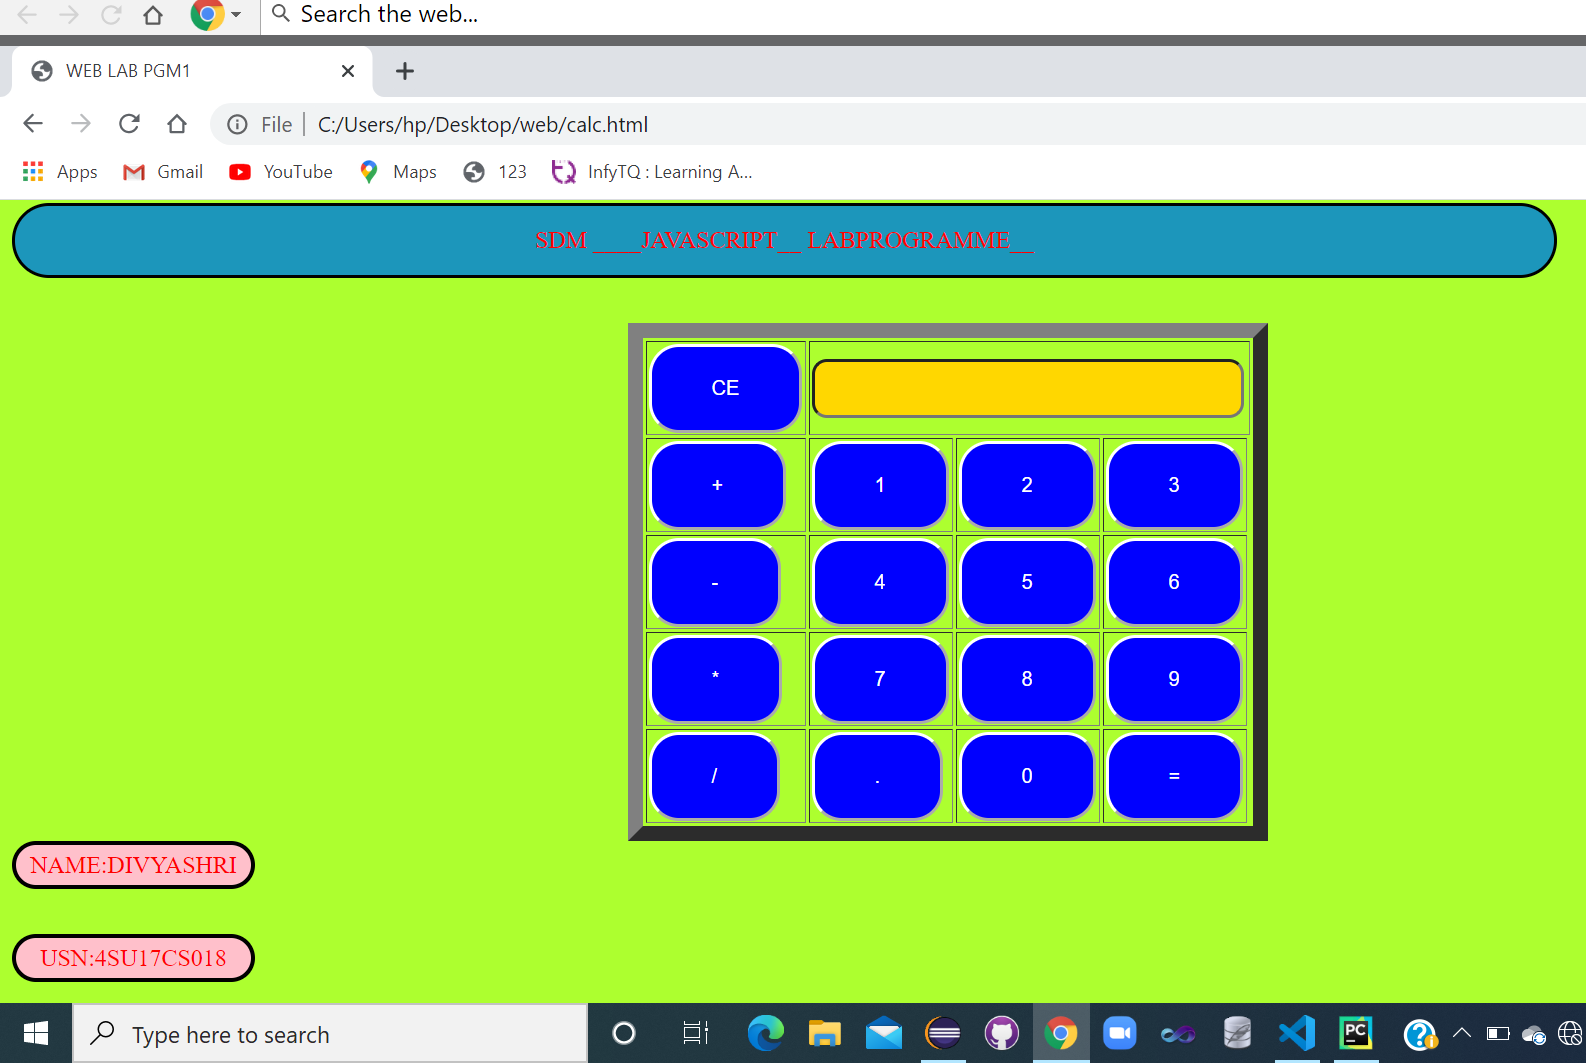 Search the web...
WEB LAB PGM1
File | C:/Users/hp/Desktop/web/calc.html
Apps Gmail YouTube Maps 123 InfyTQ : Learning A...
SDM ____JAVASCRIPT__ LABPROGRAMME__
CE
+ 1 2 3
- 4 5 6
* 7 8 9
/ . 0 =
NAME:DIVYASHRI
USN:4SU17CS018
Type here to search
PC